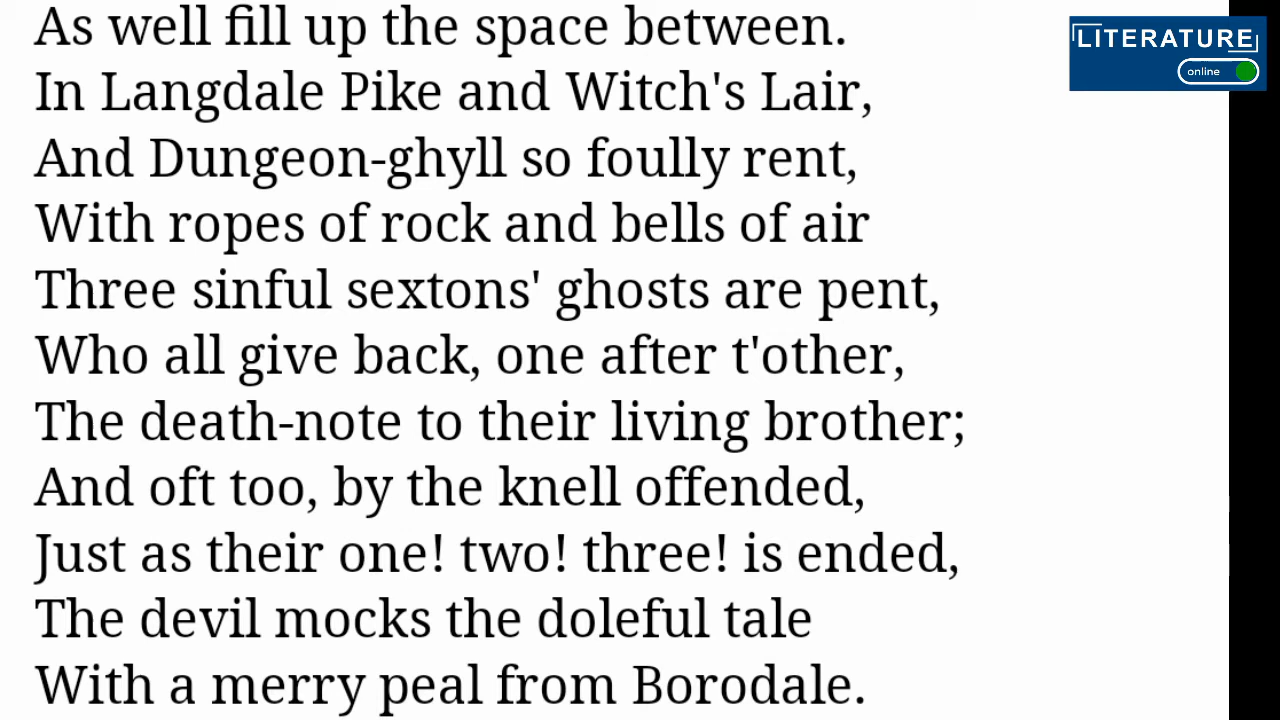 As well fill up the space between.
In Langdale Pike and Witch's Lair,
And Dungeon-ghyll so foully rent,
With ropes of rock and bells of air
Three sinful sextons' ghosts are pent,
Who all give back, one after t'other,
The death-note to their living brother;
And oft too, by the knell offended,
Just as their one! two! three! is ended,
The devil mocks the doleful tale
With a merry peal from Borodale.
LITERATURE
online